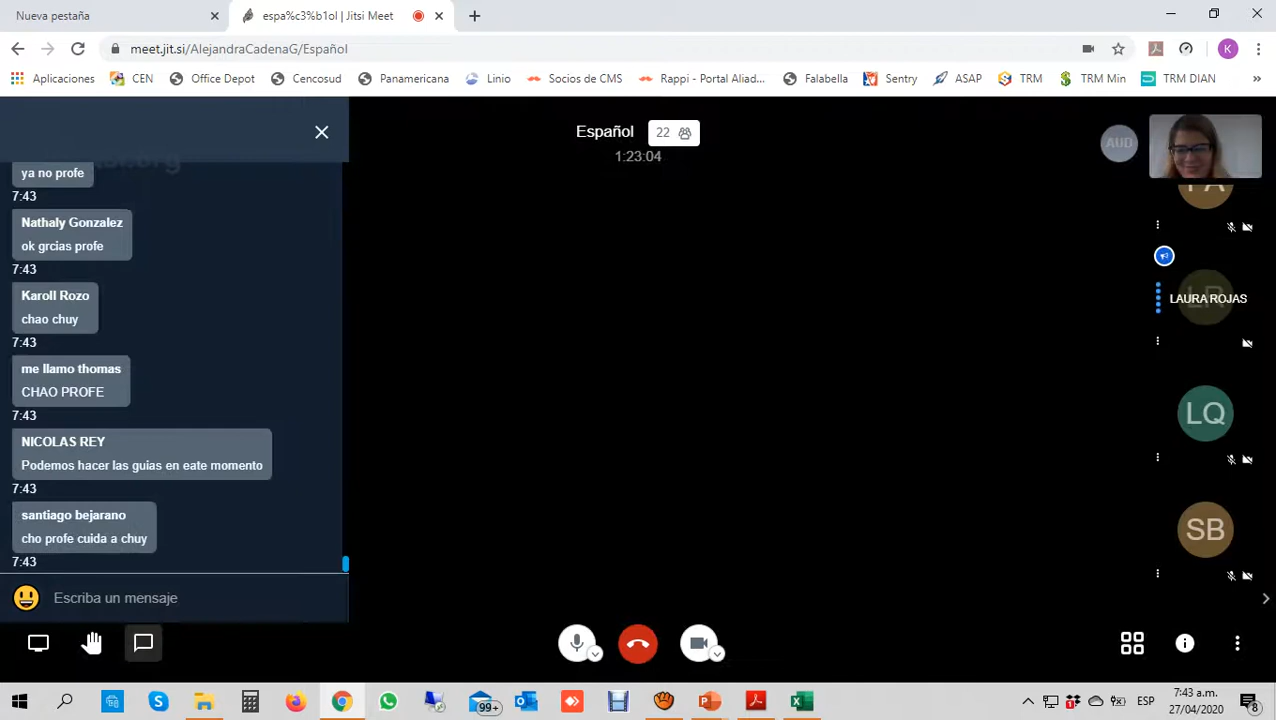 Nueva pestaña
espa%c3%b1ol | Jitsi Meet
meet.jit.si/AlejandraCadenaG/Español
K
Aplicaciones
CEN
Office Depot
Cencosud
Panamericana
Linio
Socios de CMS
Rappi - Portal Aliad...
Falabella
Sentry
ASAP
TRM
TRM Min
TRM DIAN
»
Español
22
1:23:04
AUD
ya no profe
7:43
Nathaly Gonzalez
ok grcias profe
7:43
Karoll Rozo
chao chuy
7:43
me llamo thomas
CHAO PROFE
7:43
NICOLAS REY
Podemos hacer las guias en eate momento
7:43
santiago bejarano
cho profe cuida a chuy
7:43
Escriba un mensaje
LAURA ROJAS
LQ
SB
99+
ESP
7:43 a.m.
27/04/2020
8